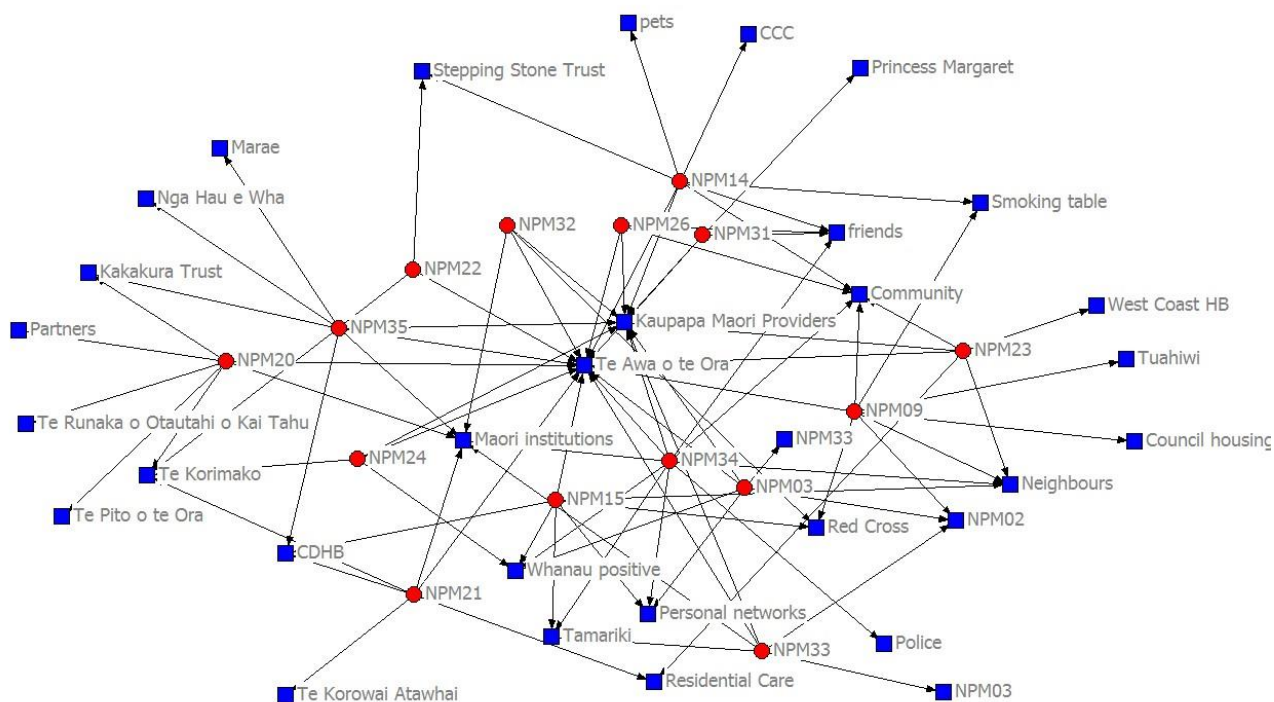 pets
CCC
Stepping Stone Trust
Princess Margaret
Marae
NPM14
Nga Hau e Wha
Smoking table
NPM32
NPM26
NPM31
friends
NPM22
Kakakura Trust
Community
West Coast HB
Partners
NPM35
Kaupapa Maori Providers
NPM23
NPM20
Te Awa o te Ora
Tuahiwi
NPM09
Te Runaka o Otautahi o Kai Tahu
Maori institutions
NPM33
Council housing
NPM24
NPM34
Te Korimako
NPM03
Neighbours
NPM15
Te Pito o te Ora
Red Cross
NPM02
CDHB
Whanau positive
NPM21
Personal networks
Tamariki
Police
NPM33
Residential Care
Te Korowai Atawhai
NPM03